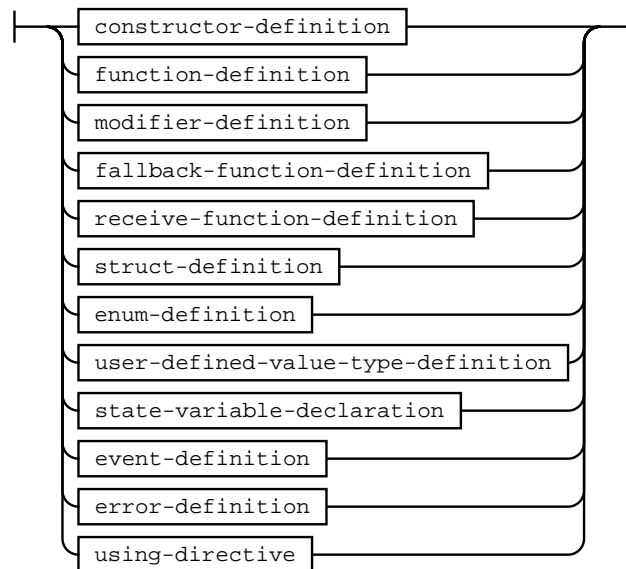 constructor-definition
function-definition
modifier-definition
fallback-function-definition
receive-function-definition
struct-definition
enum-definition
user-defined-value-type-definition
state-variable-declaration
event-definition
error-definition
using-directive